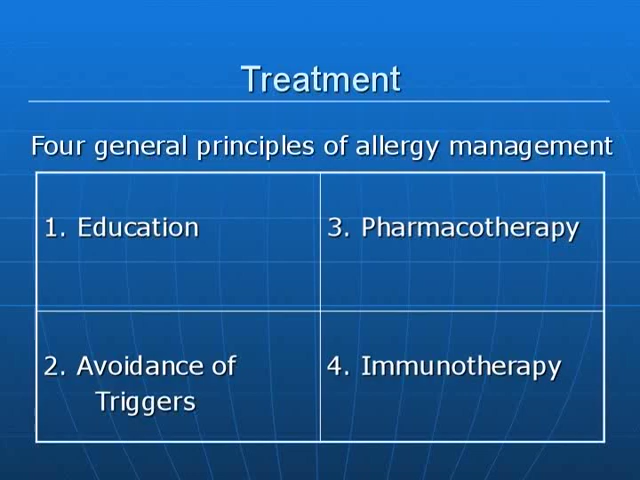 Treatment
Four general principles of allergy management
1. Education
2. Avoidance of
Triggers
3. Pharmacotherapy
4. Immunotherapy